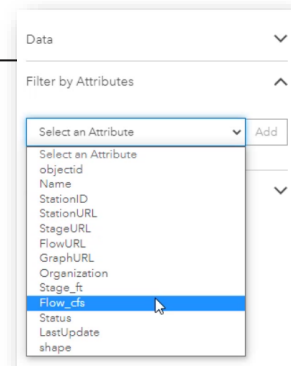 Data
Filter by Attributes
Select an Attribute
Add
Select an Attribute
objectid
Name
StationID
StationURL
StageURL
FlowURL
GraphURL
Organization
Stage_ft
Flow_cfs
Status
LastUpdate
shape